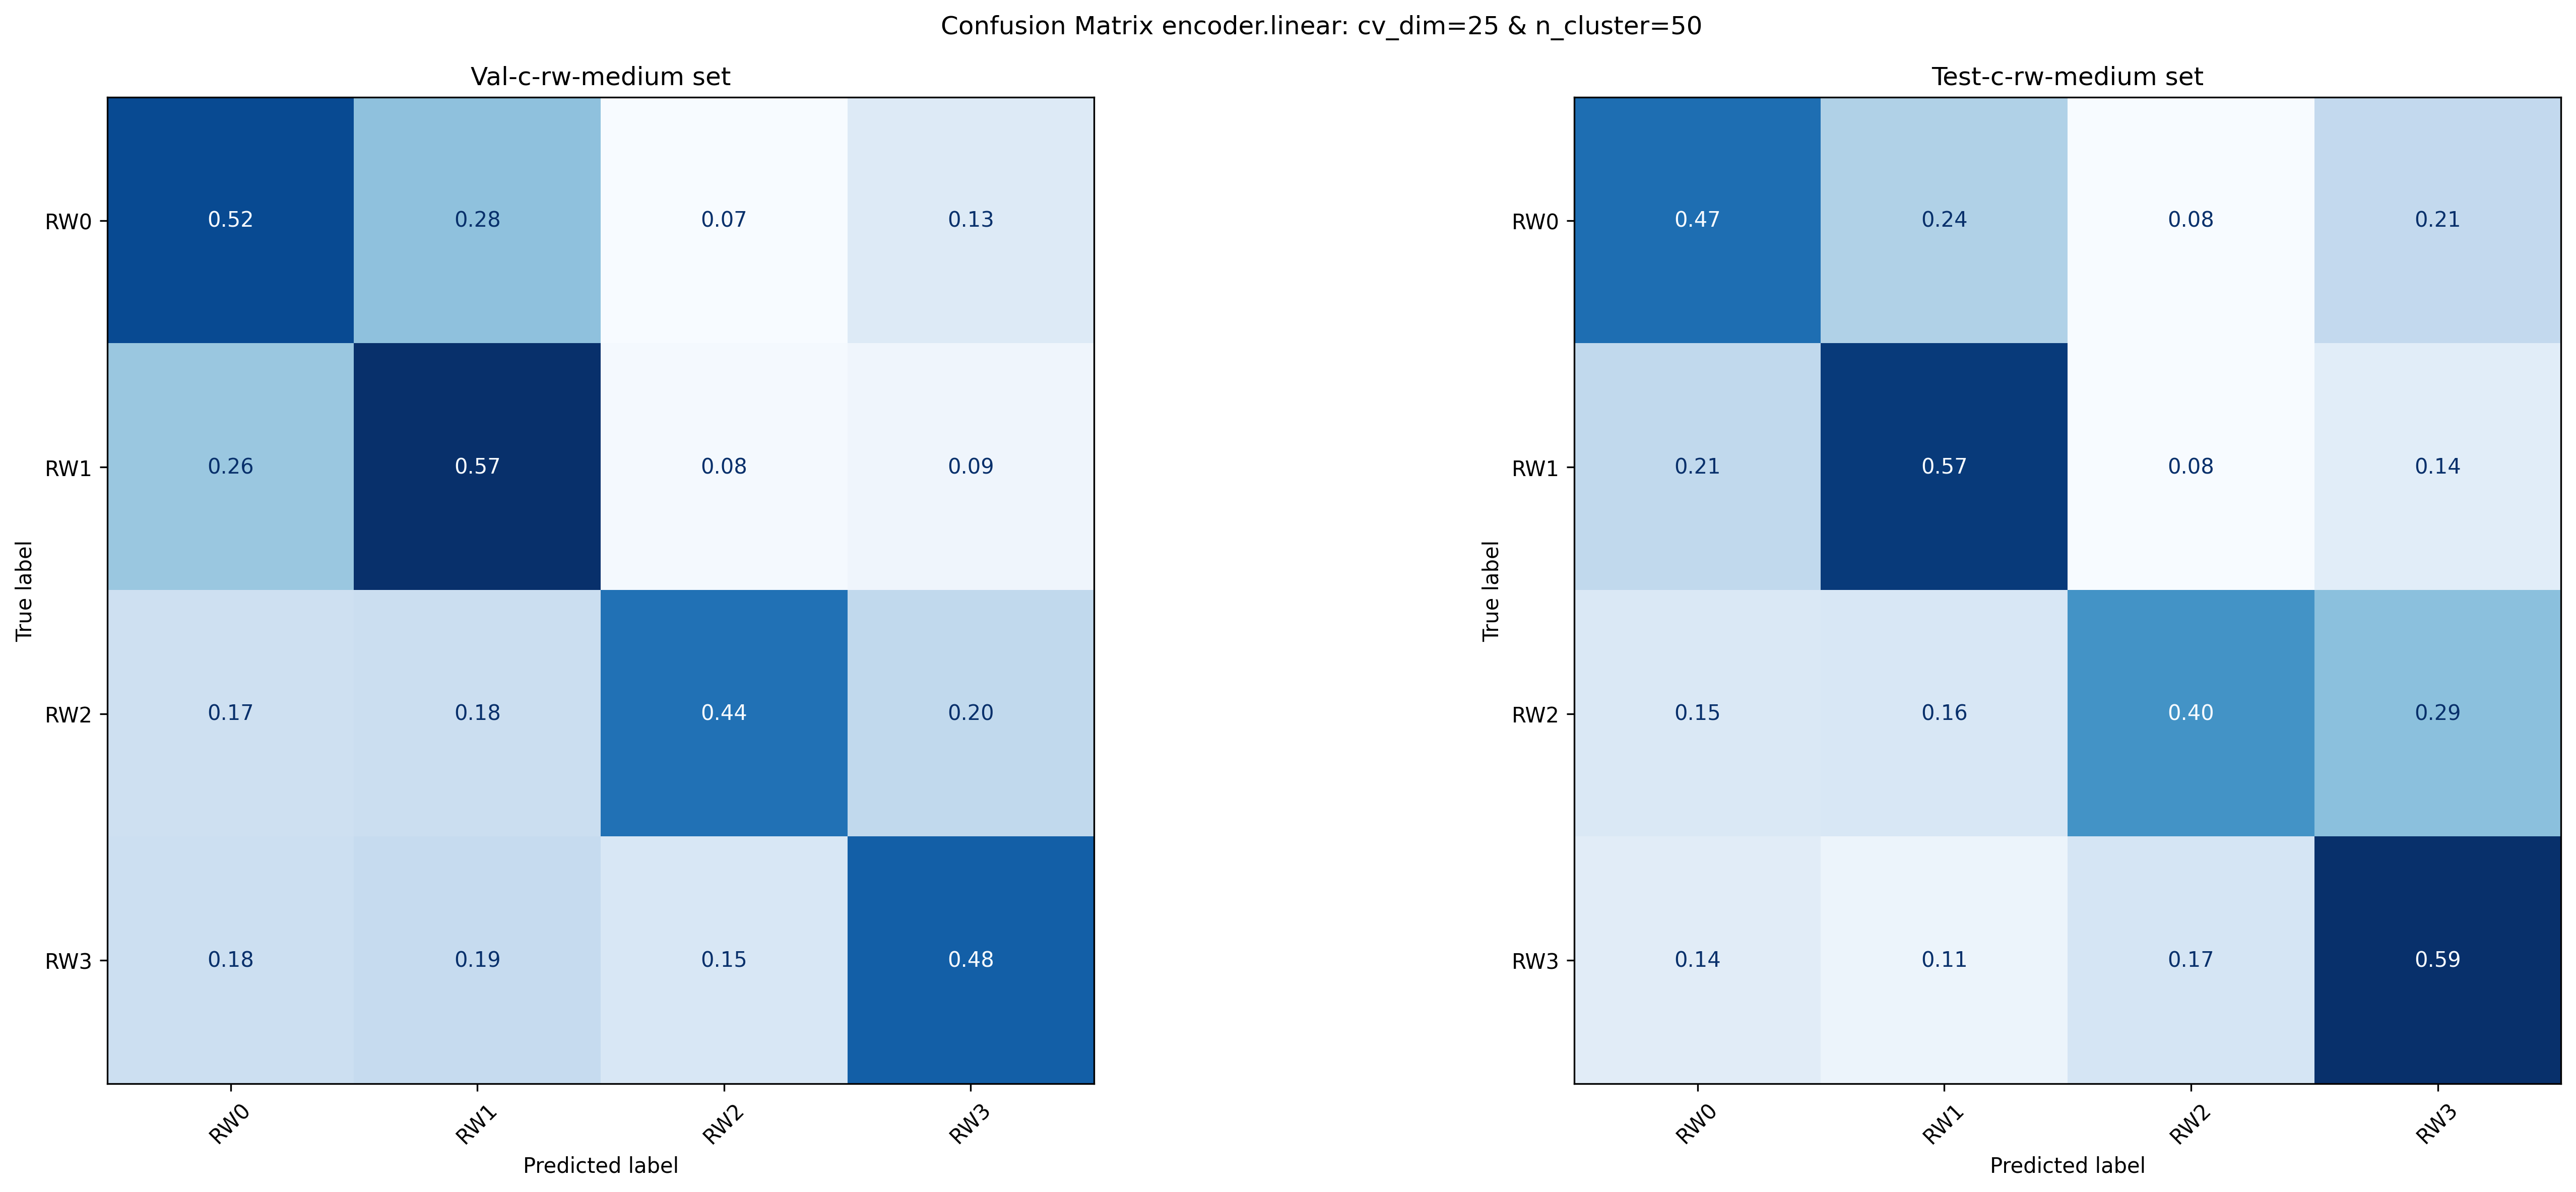 Confusion Matrix encoder.linear: cv_dim=25 & n_cluster=50
Val-c-rw-medium set
True label
RW0 0.52 0.28 0.07 0.13
RW1 0.26 0.57 0.08 0.09
RW2 0.17 0.18 0.44 0.20
RW3 0.18 0.19 0.15 0.48
RW0 RW1 RW2 RW3
Predicted label
Test-c-rw-medium set
True label
RW0 0.47 0.24 0.08 0.21
RW1 0.21 0.57 0.08 0.14
RW2 0.15 0.16 0.40 0.29
RW3 0.14 0.11 0.17 0.59
RW0 RW1 RW2 RW3
Predicted label